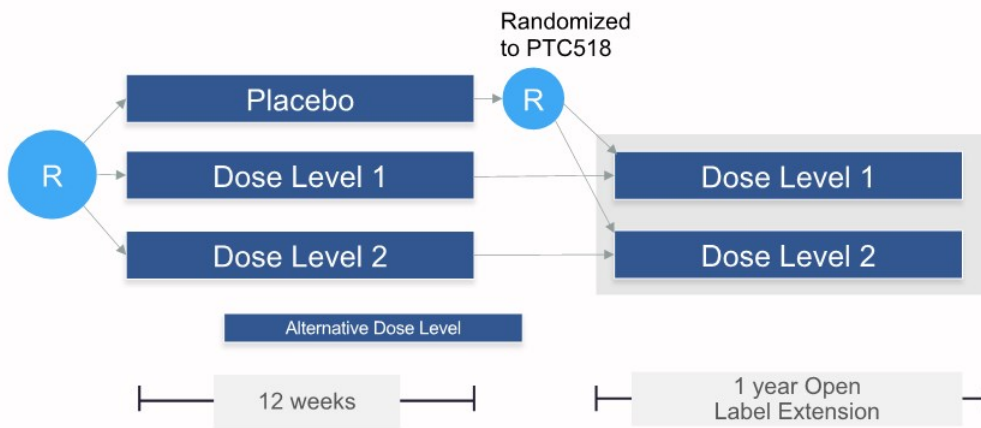 Randomized
to PTC518
Placebo
R
R
Dose Level 1
Dose Level 1
Dose Level 2
Dose Level 2
Alternative Dose Level
12 weeks
1 year Open
Label Extension